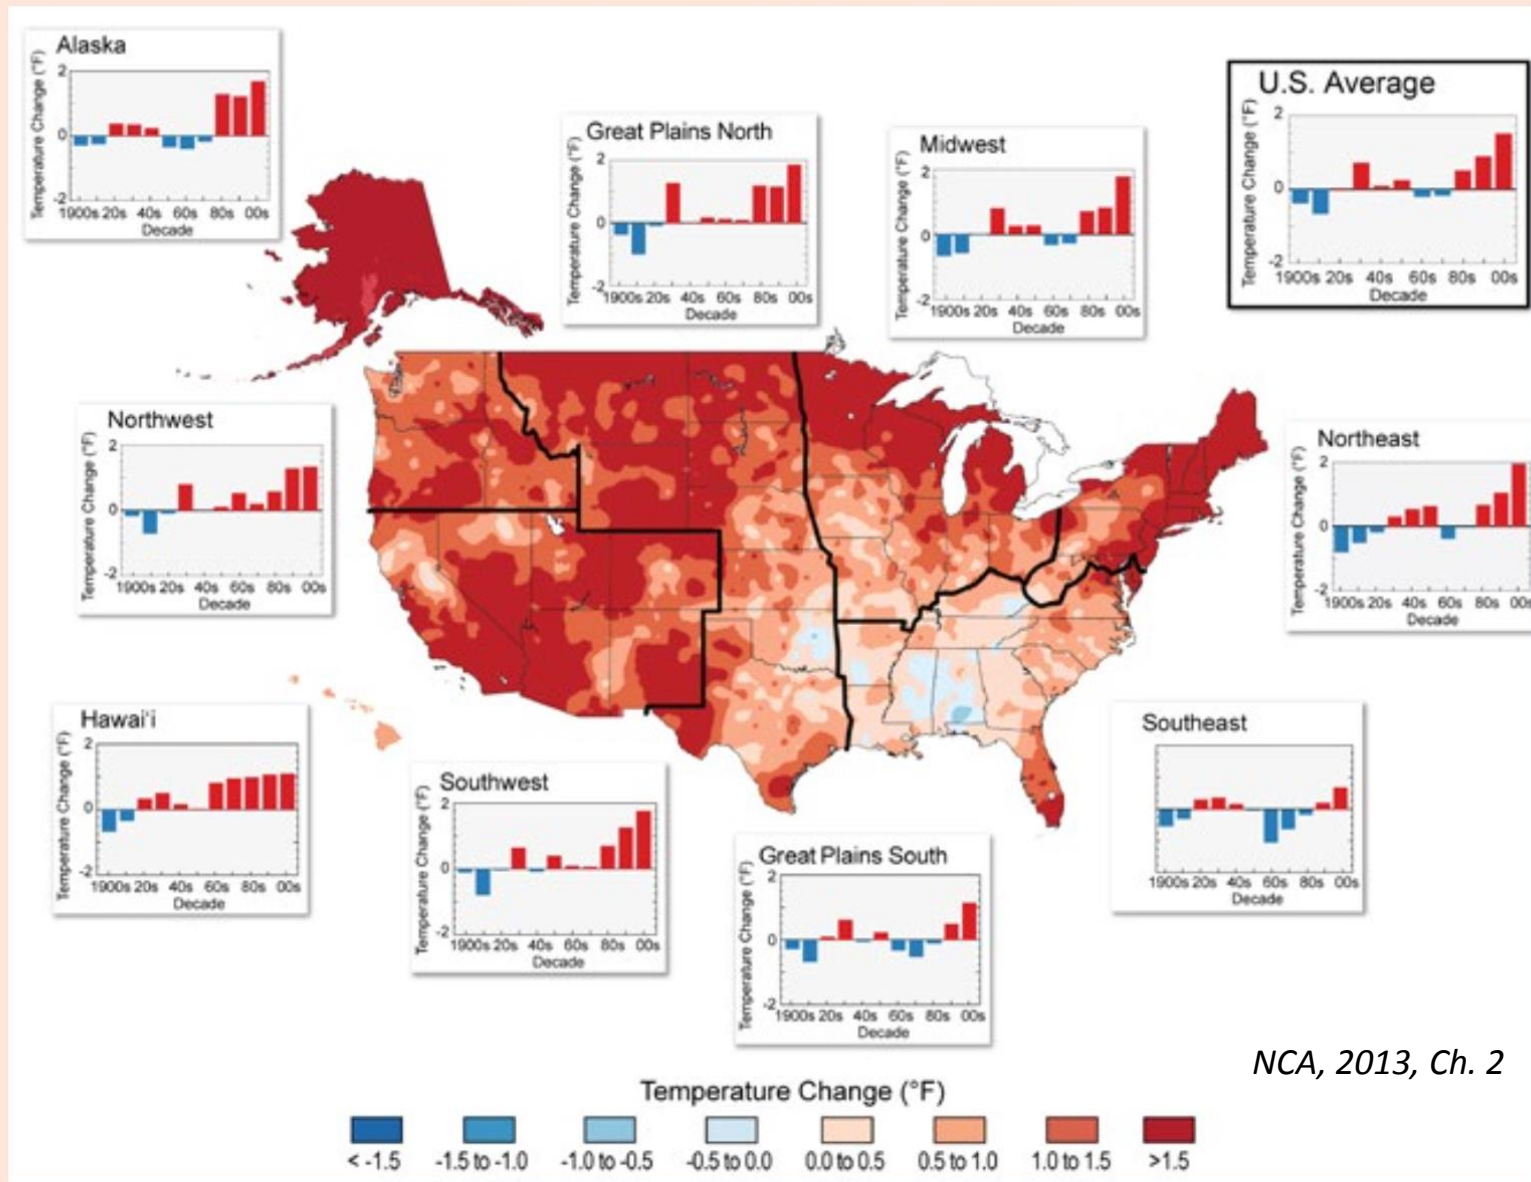 Alaska
Temperature Change (°F)
2
0
-2
1900s 20s 40s 60s 80s 00s
Decade
Great Plains North
Temperature Change (°F)
2
0
-2
1900s 20s 40s 60s 80s 00s
Decade
Midwest
Temperature Change (°F)
2
0
-2
1900s 20s 40s 60s 80s 00s
Decade
U.S. Average
Temperature Change (°F)
2
0
-2
1900s 20s 40s 60s 80s 00s
Decade
Northwest
Temperature Change (°F)
2
0
-2
1900s 20s 40s 60s 80s 00s
Decade
Northeast
Temperature Change (°F)
2
0
-2
1900s 20s 40s 60s 80s 00s
Decade
Hawai'i
Temperature Change (°F)
2
0
-2
1900s 20s 40s 60s 80s 00s
Decade
Southwest
Temperature Change (°F)
2
0
-2
1900s 20s 40s 60s 80s 00s
Decade
Great Plains South
Temperature Change (°F)
2
0
-2
1900s 20s 40s 60s 80s 00s
Decade
Southeast
1900s 20s 40s 60s 80s 00s
Decade
NCA, 2013, Ch. 2
Temperature Change (°F)
< -1.5 -1.5 to -1.0 -1.0 to -0.5 -0.5 to 0.0 0.0 to 0.5 0.5 to 1.0 1.0 to 1.5 >1.5